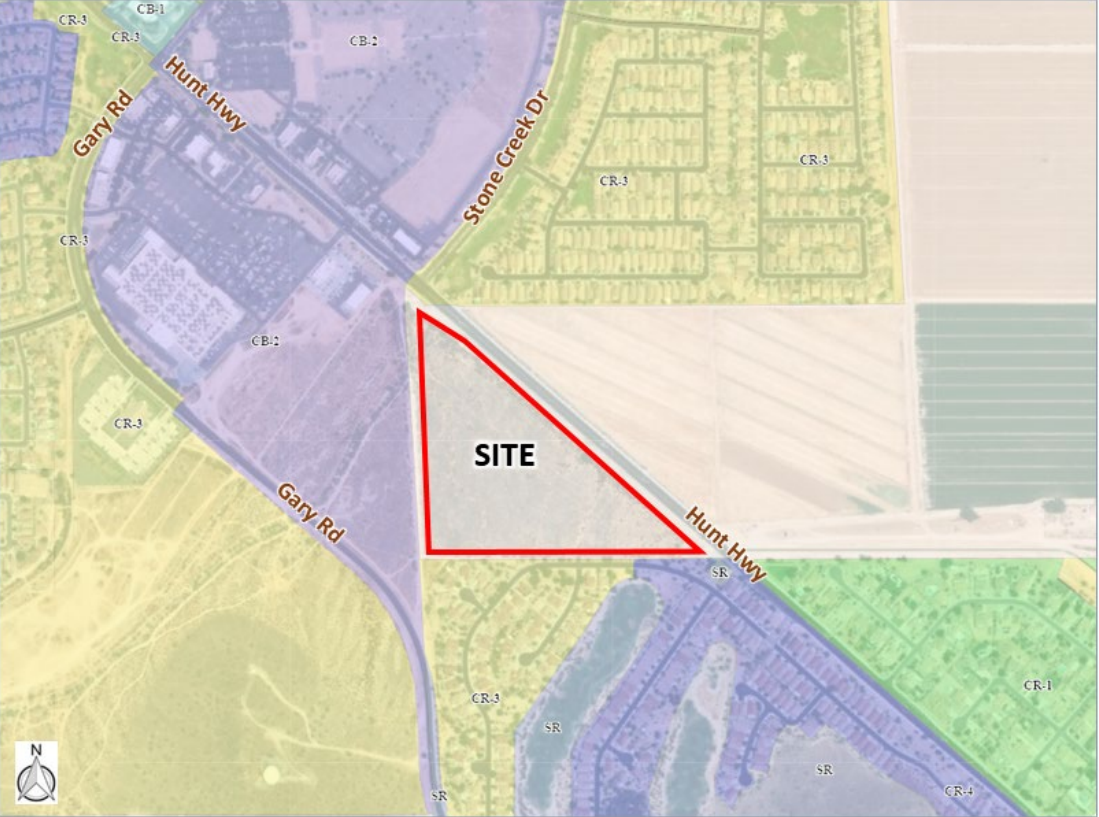 CB-1
CR-3
CR-3
CB-2
Hunt Hwy
Gary Rd
Stone Creek Dr
CR-3
CR-3
CR-3
CB-2
CR-3
SITE
Gary Rd
Hunt Hwy
SR
CR-3
CR-1
SR
SR
CR-4
SR
N